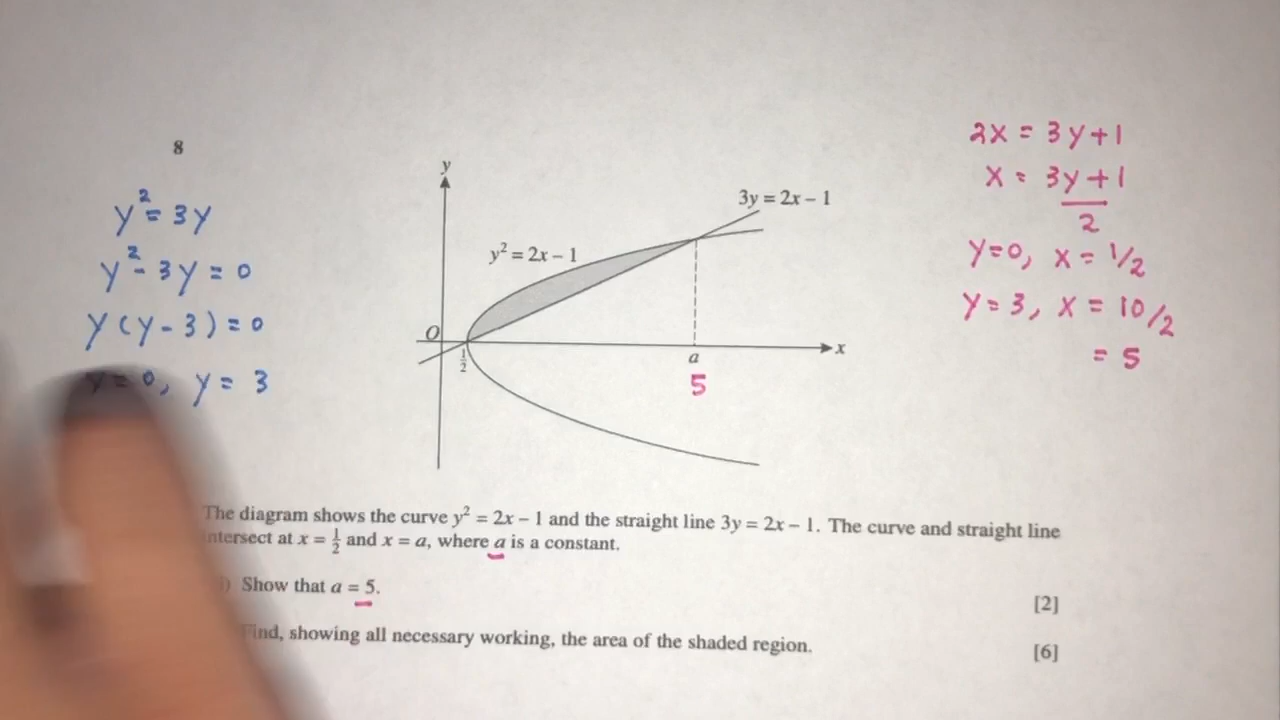 8
y² = 3y
y² - 3y = 0
y(y-3) = 0
y = 0, y = 3
y
3y = 2x – 1
y² = 2x – 1
O
½
a
x
5
2x = 3y+1
x = 3y+1
2
y=0, x = 1/2
y=3, x = 10/2
= 5
The diagram shows the curve y² = 2x – 1 and the straight line 3y = 2x – 1. The curve and straight line
intersect at x = ½ and x = a, where a is a constant.
Show that a = 5.
[2]
Find, showing all necessary working, the area of the shaded region.
[6]